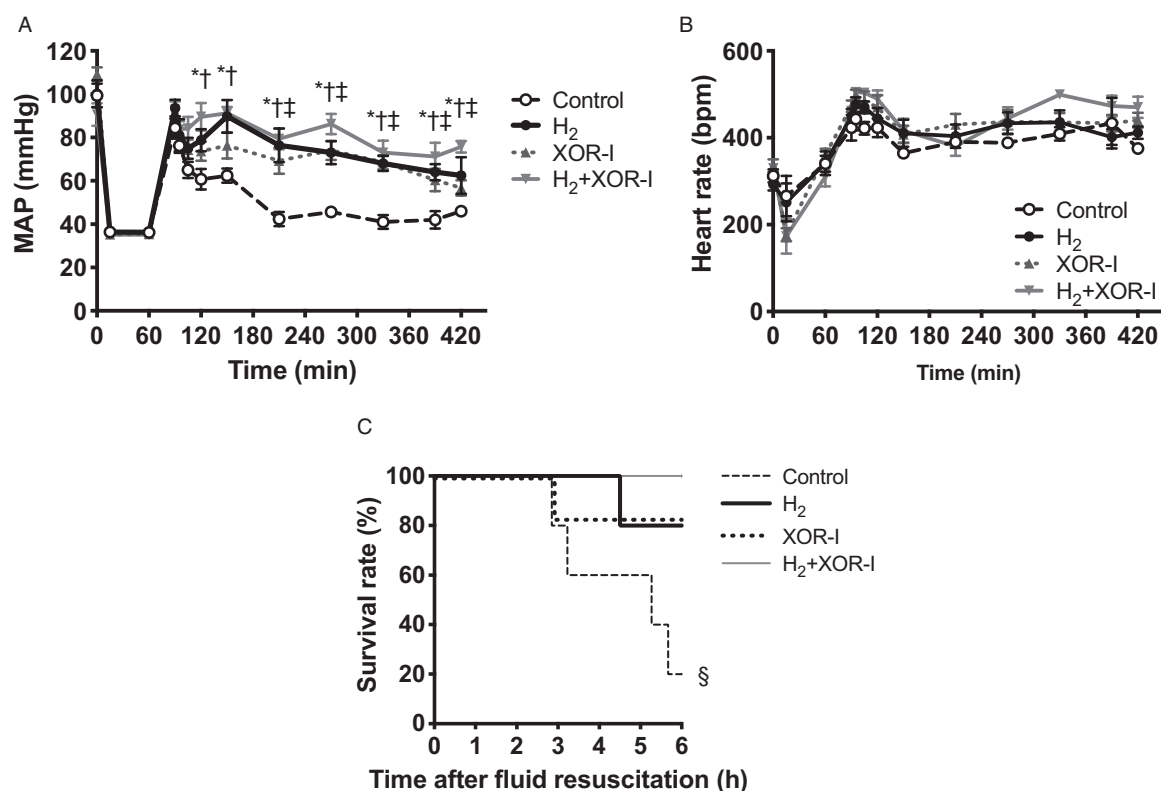 A
MAP (mmHg)
120
100
80
60
40
20
0
*† *† *†‡ *†‡ *†‡ *†‡ *†‡
0 60 120 180 240 300 360 420
Time (min)
Control
H₂
XOR-I
H₂+XOR-I
B
Heart rate (bpm)
600
400
200
0
0 60 120 180 240 300 360 420
Time (min)
Control
H₂
XOR-I
H₂+XOR-I
C
Survival rate (%)
100
80
60
40
20
0
§
0 1 2 3 4 5 6
Time after fluid resuscitation (h)
Control
H₂
XOR-I
H₂+XOR-I